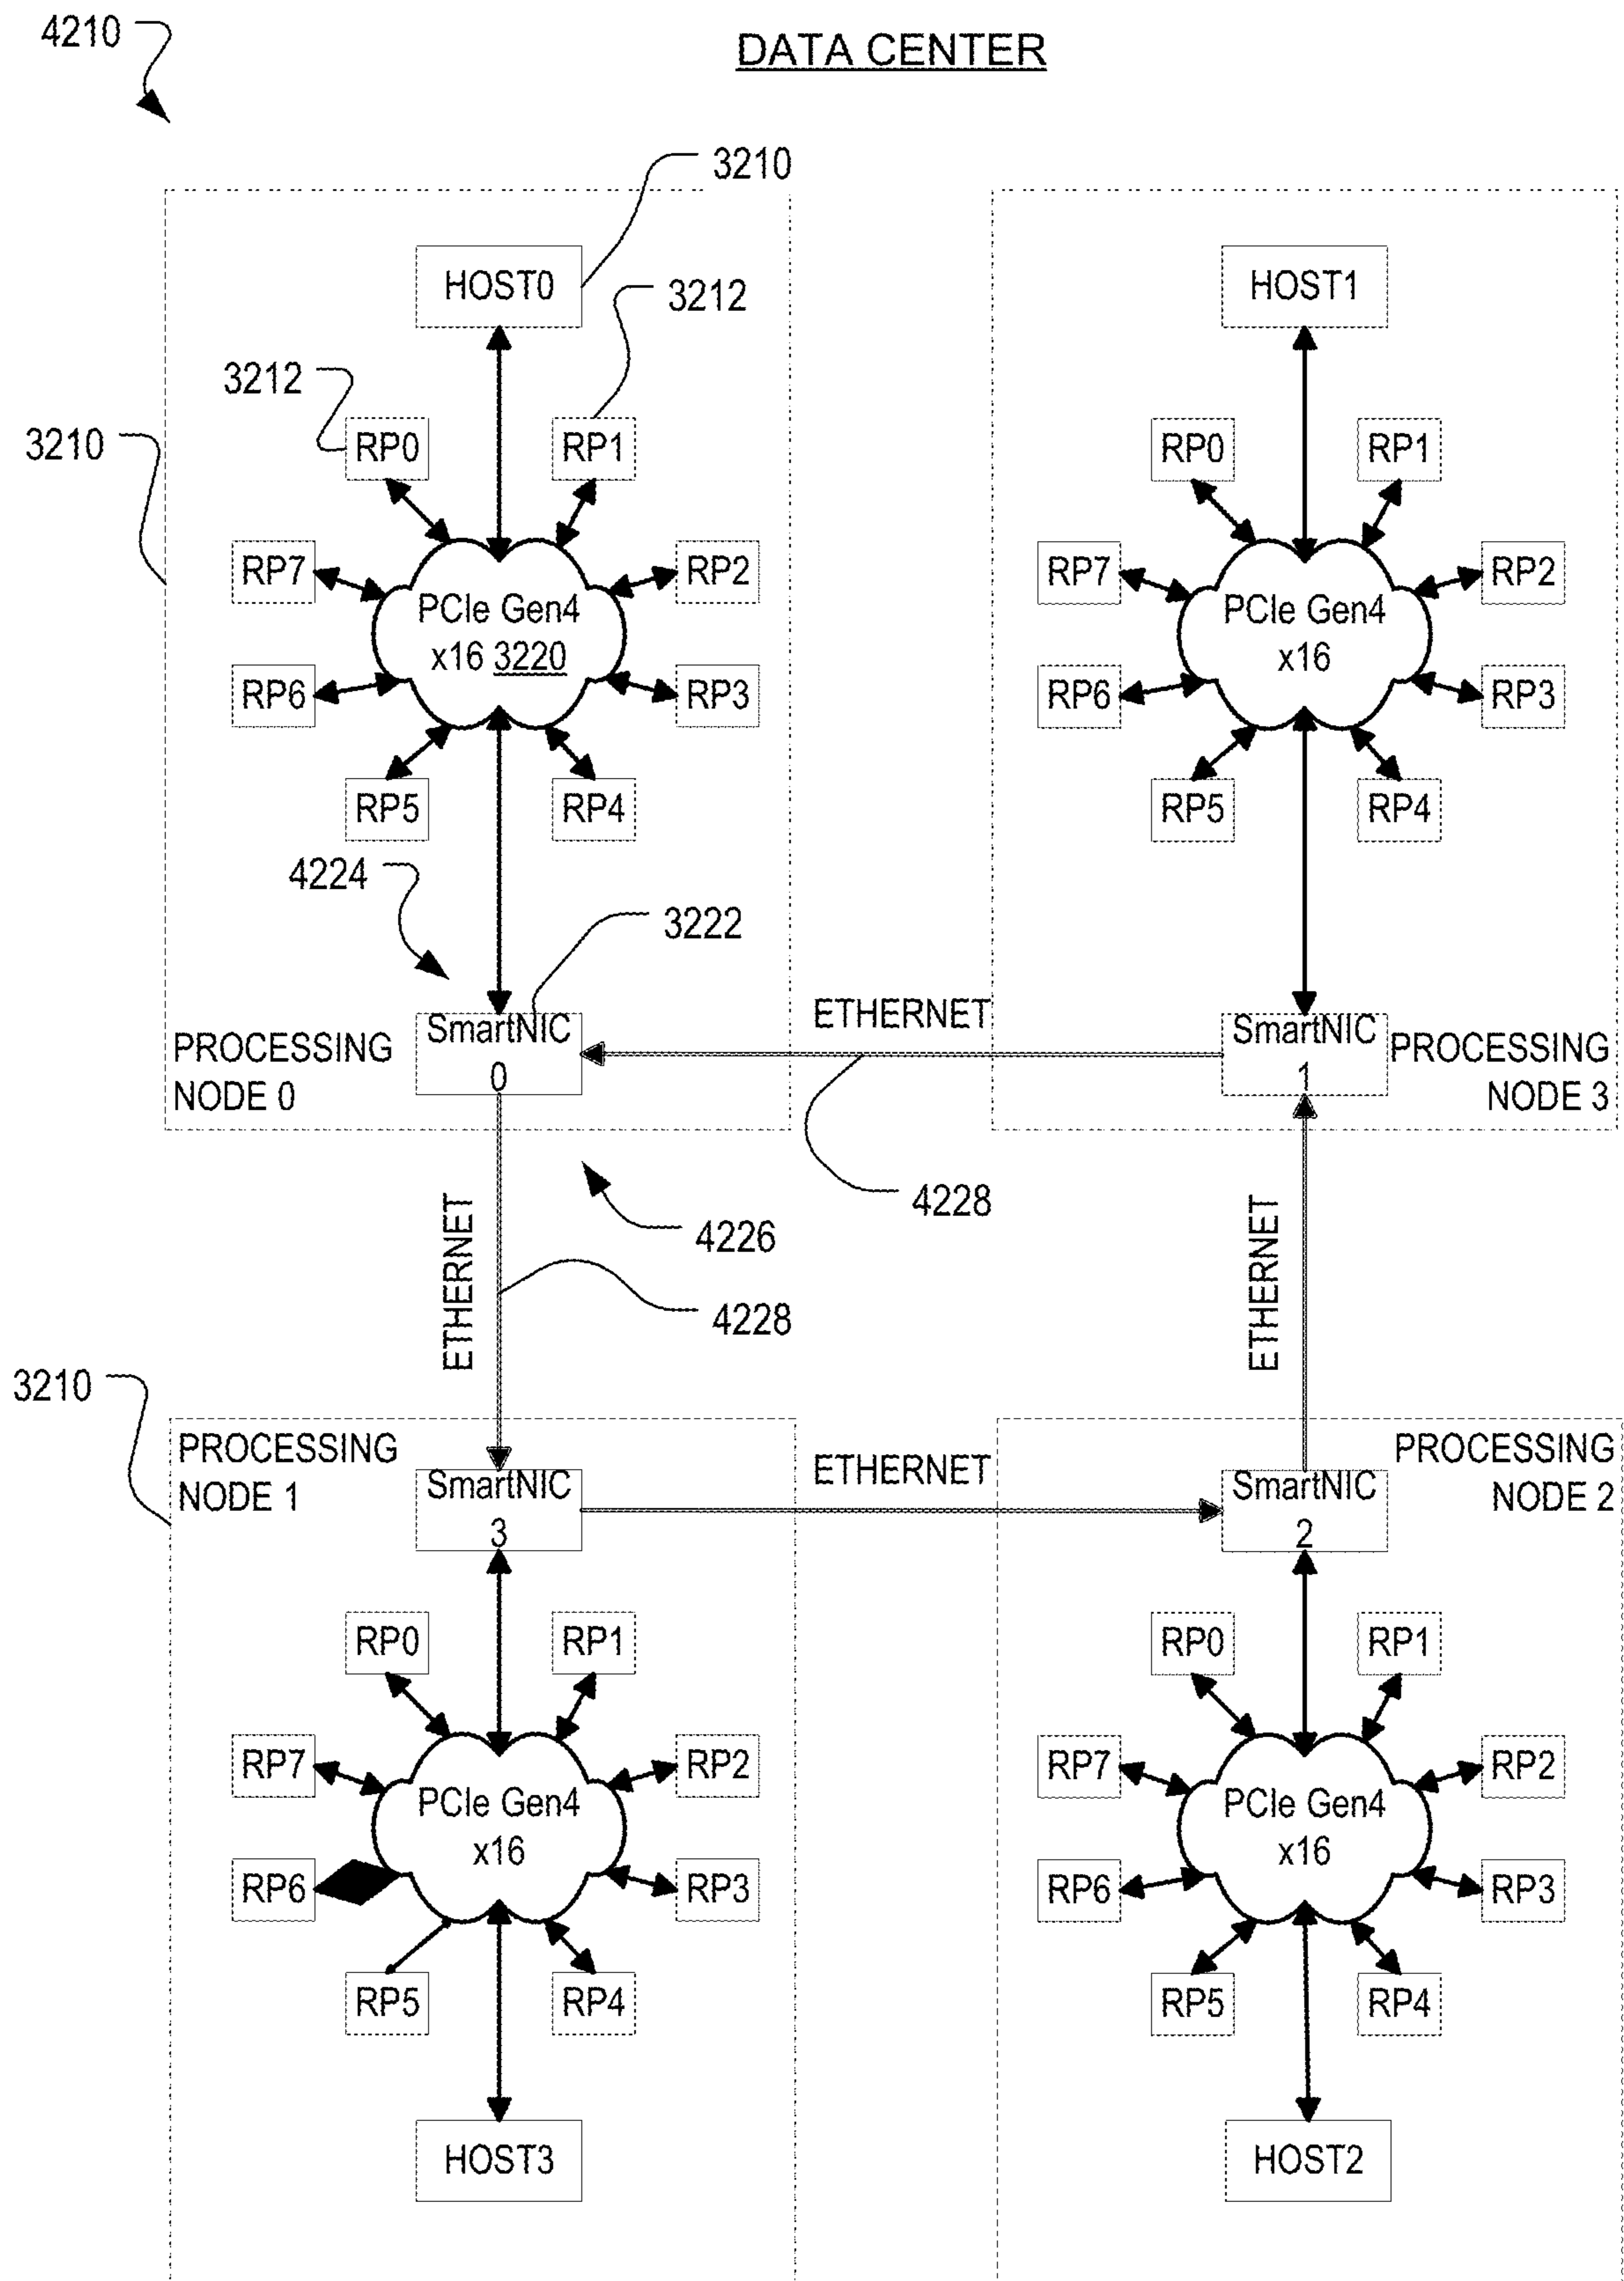 4210
DATA CENTER
3210
HOST0
3212
3212
RP0
RP1
3210
RP7
RP2
PCIe Gen4
x16 3220
RP6
RP3
RP5
RP4
4224
3222
SmartNIC
0
PROCESSING
NODE 0
HOST1
RP0
RP1
RP7
RP2
PCIe Gen4
x16
RP6
RP3
RP5
RP4
ETHERNET
SmartNIC
1
PROCESSING
NODE 3
4228
4226
ETHERNET
4228
ETHERNET
3210
PROCESSING
NODE 1
SmartNIC
3
ETHERNET
RP0
RP1
RP7
RP2
PCIe Gen4
x16
RP6
RP3
RP5
RP4
HOST3
PROCESSING
NODE 2
SmartNIC
2
RP0
RP1
RP7
RP2
PCIe Gen4
x16
RP6
RP3
RP5
RP4
HOST2